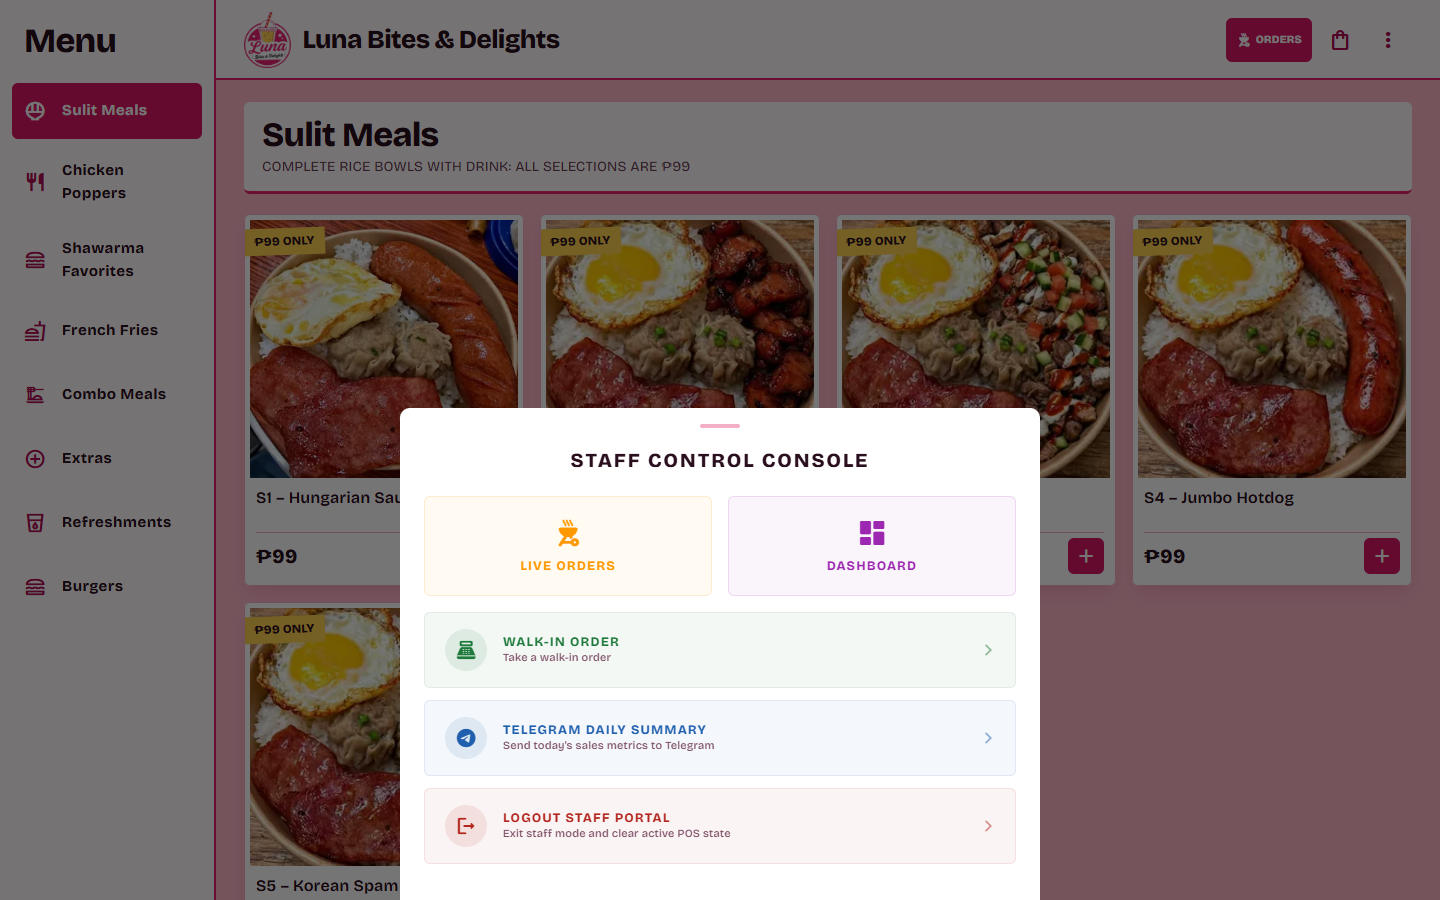 Menu
Sulit Meals
Chicken
Poppers
Shawarma
Favorites
French Fries
Combo Meals
Extras
Refreshments
Burgers
Luna
Luna Bites & Delights
ORDERS
Sulit Meals
COMPLETE RICE BOWLS WITH DRINK: ALL SELECTIONS ARE ₱99
₱99 ONLY
₱99 ONLY
₱99 ONLY
₱99 ONLY
S1 – Hungarian Sau
S4 – Jumbo Hotdog
₱99
₱99
₱99 ONLY
S5 – Korean Spam
STAFF CONTROL CONSOLE
LIVE ORDERS
DASHBOARD
WALK-IN ORDER
Take a walk-in order
TELEGRAM DAILY SUMMARY
Send today's sales metrics to Telegram
LOGOUT STAFF PORTAL
Exit staff mode and clear active POS state